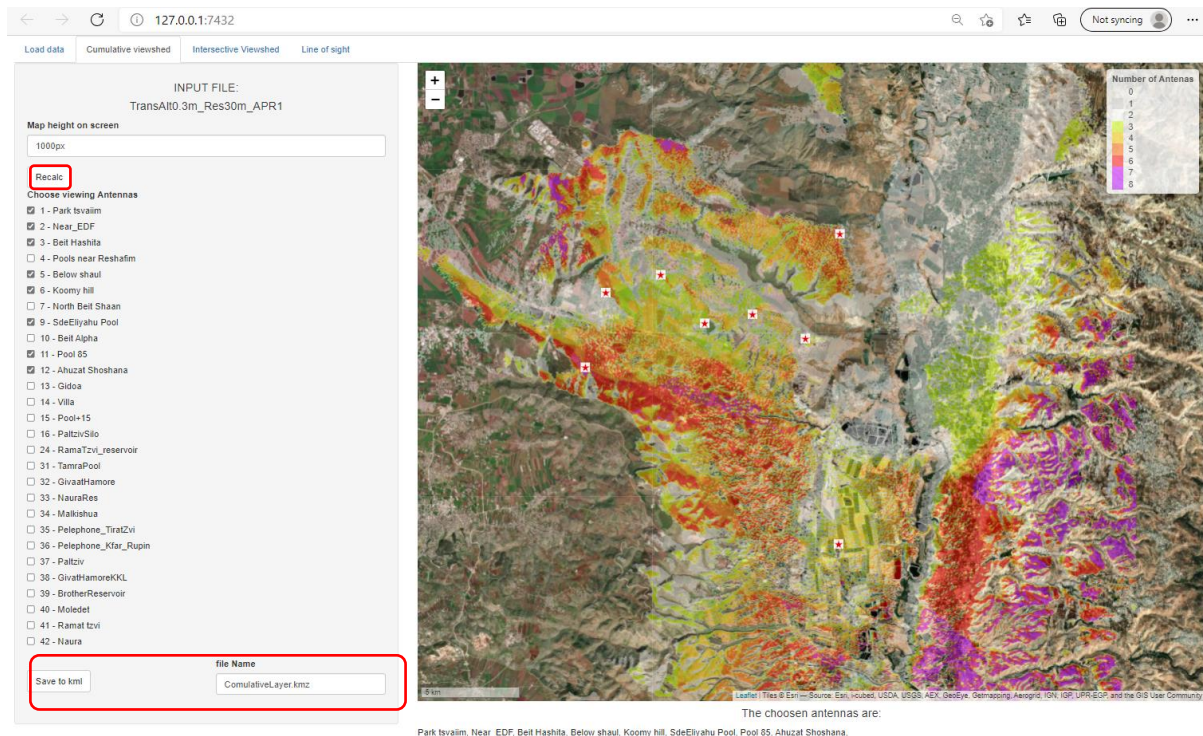 127.0.0.1:7432
Not syncing
Load data
Cumulative viewshed
Intersective Viewshed
Line of sight
INPUT FILE:
TransAlt0.3m_Res30m_APR1
Map height on screen
1000px
Recalc
Choose viewing Antennas
1 - Park tsvaiim
2 - Near_EDF
3 - Beit Hashita
4 - Pools near Reshafim
5 - Below shaul
6 - Koomy hill
7 - North Beit Shaan
9 - SdeEliyahu Pool
10 - Beit Alpha
11 - Pool 85
12 - Ahuzat Shoshana
13 - Gidoa
14 - Villa
15 - Pool+15
16 - PaltzivSilo
24 - RamaTzvi_reservoir
31 - TamraPool
32 - GivaatHamore
33 - NauraRes
34 - Malkishua
35 - Pelephone_TiratZvi
36 - Pelephone_Kfar_Rupin
37 - Paltziv
38 - GivatHamoreKKL
39 - BrotherReservoir
40 - Moledet
41 - Ramat tzvi
42 - Naura
file Name
Save to kml
ComulativeLayer.kmz
+
−
Number of Antenas
0
1
2
3
4
5
6
7
8
5 km
Leaflet | Tiles © Esri — Source: Esri, i-cubed, USDA, USGS, AEX, GeoEye, Getmapping, Aerogrid, IGN, IGP, UPR-EGP, and the GIS User Community
The choosen antennas are:
Park tsvaiim, Near_EDF, Beit Hashita, Below shaul, Koomy hill, SdeEliyahu Pool, Pool 85, Ahuzat Shoshana,